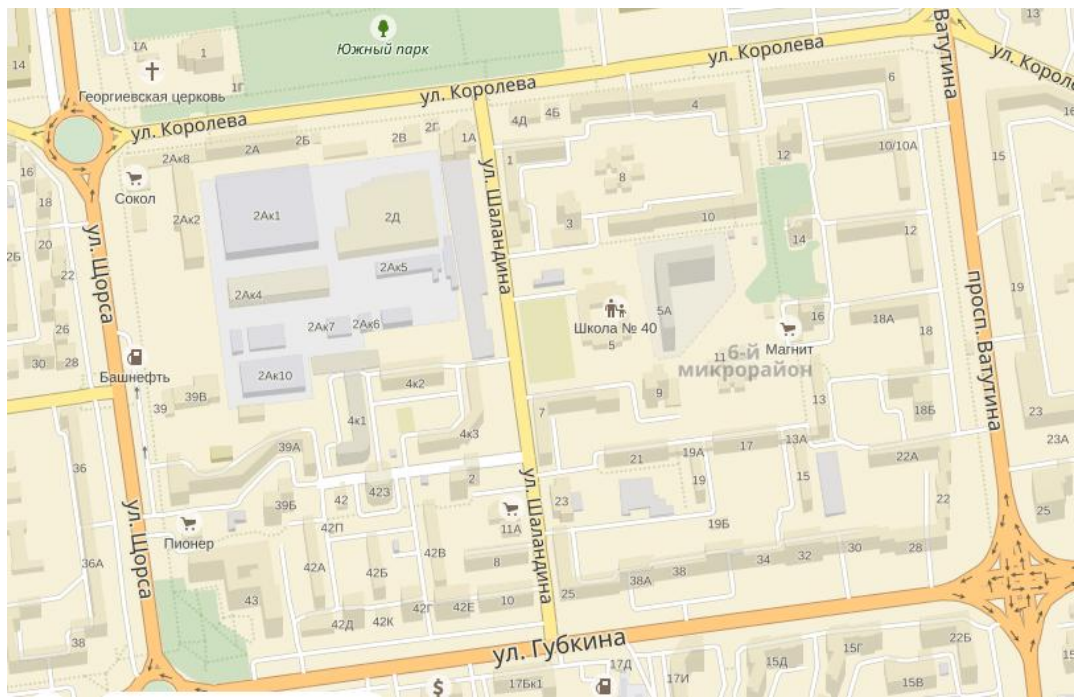 Южный парк
Георгиевская церковь
1А
1
1Г
14
13
ул. Королева
ул. Королева
ул. Королева
ул. Короле
Ватутина
16
18
20
2Б
22
26
30
28
2Ак8
2А
2Б
2В
2Г
1А
Сокол
2Ак2
2Ак1
2Д
2Ак5
2Ак4
2Ак7
2Ак6
2Ак10
4Д
4Б
4
6
1
8
12
10/10А
15
16
3
10
14
12
ул. Щорса
ул. Шаландина
просп. Ватутина
19
Школа № 40
5
5А
Магнит
16
18А
18
11
6-й
микрорайон
Башнефть
39
39В
4к2
4к1
4к3
39А
7
9
13
18Б
23
23А
36
21
19А
17
13А
22А
19
15
22
ул. Щорса
39Б
42
423
2
11А
23
ул. Шаландина
19Б
25
Пионер
42П
36А
43
42А
42Б
42В
8
38
42Д
42К
42Г
42Е
10
25
38А
38
34
32
30
28
ул. Губкина
17Бк1
17Д
17И
15Д
15Г
15В
22Б
15